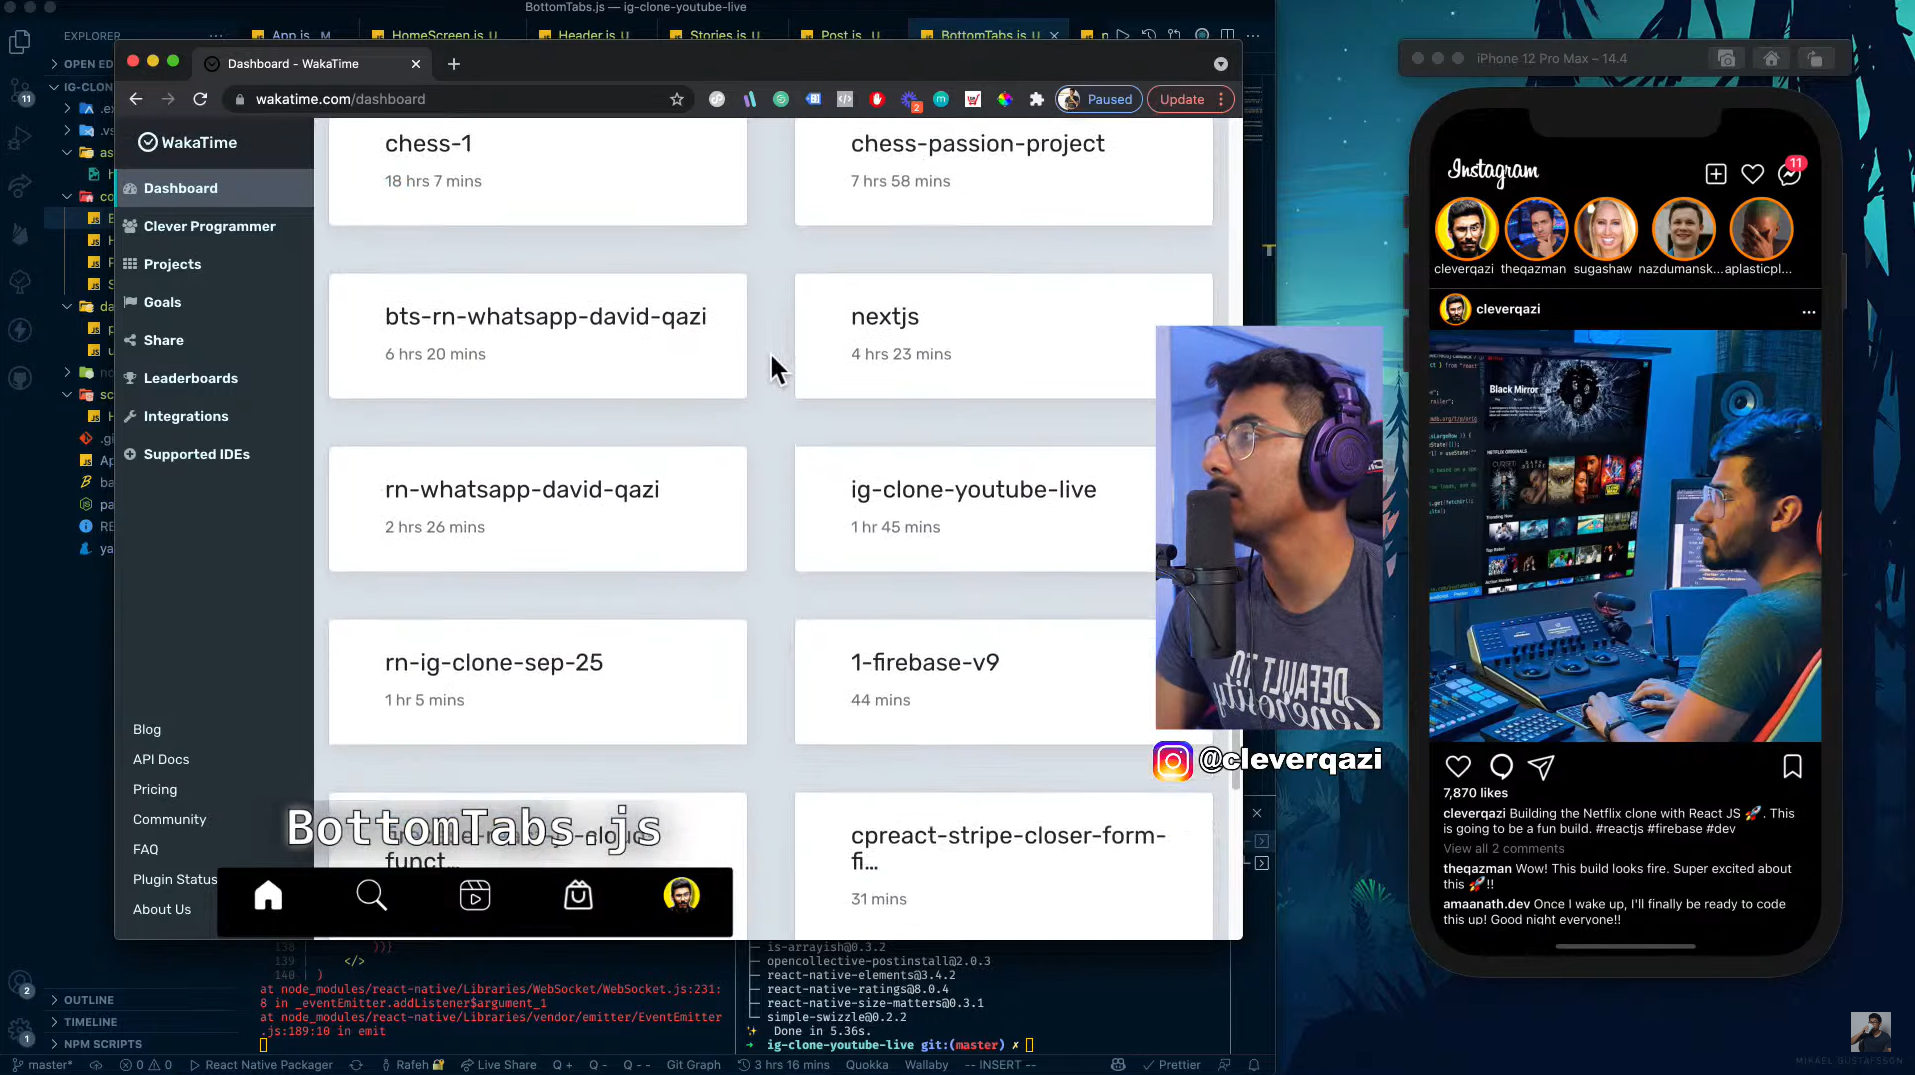 BottomTabs.js — ig-clone-youtube-live
EXPLORER
App.js M
HomeScreen.js U
Header.js U
Stories.js U
Post.js U
BottomTabs.js U
OPEN ED
IG-CLON
Dashboard - WakaTime
wakatime.com/dashboard
2
Paused
Update
WakaTime
Dashboard
Clever Programmer
Projects
Goals
Share
Leaderboards
Integrations
Supported IDEs
Blog
API Docs
Pricing
Community
FAQ
Plugin Status
About Us
chess-1
18 hrs 7 mins
chess-passion-project
7 hrs 58 mins
bts-rn-whatsapp-david-qazi
6 hrs 20 mins
nextjs
4 hrs 23 mins
rn-whatsapp-david-qazi
2 hrs 26 mins
ig-clone-youtube-live
1 hr 45 mins
rn-ig-clone-sep-25
1 hr 5 mins
1-firebase-v9
44 mins
funct...
cpreact-stripe-closer-form-
fi...
31 mins
BottomTabs.js
DEFAULT TO
Generosity
@cleverqazi
11
2
1
OUTLINE
TIMELINE
NPM SCRIPTS
138 ))}
139 </>
140 )
at node_modules/react-native/Libraries/WebSocket/WebSocket.js:231:
8 in _eventEmitter.addListener$argument_1
at node_modules/react-native/Libraries/vendor/emitter/EventEmitter
.js:189:10 in emit
├─ is-arrayish@0.3.2
├─ opencollective-postinstall@2.0.3
├─ react-native-elements@3.4.2
├─ react-native-ratings@8.0.4
├─ react-native-size-matters@0.3.1
└─ simple-swizzle@0.2.2
✨ Done in 5.36s.
➜ ig-clone-youtube-live git:(master) ✗
master* 0 0 React Native Packager Rafeh Live Share Q + Q - Q .. Git Graph 3 hrs 16 mins Quokka Wallaby -- INSERT -- Prettier
iPhone 12 Pro Max – 14.4
Instagram
11
cleverqazi theqazman sugashaw nazdumansk... aplasticpl...
cleverqazi
...
Black Mirror
7,870 likes
cleverqazi Building the Netflix clone with React JS 🚀. This
is going to be a fun build. #reactjs #firebase #dev
View all 2 comments
theqazman Wow! This build looks fire. Super excited about
this 🚀!!
amaanath.dev Once I wake up, I'll finally be ready to code
this up! Good night everyone!!
MIKAEL GUSTAFSSON